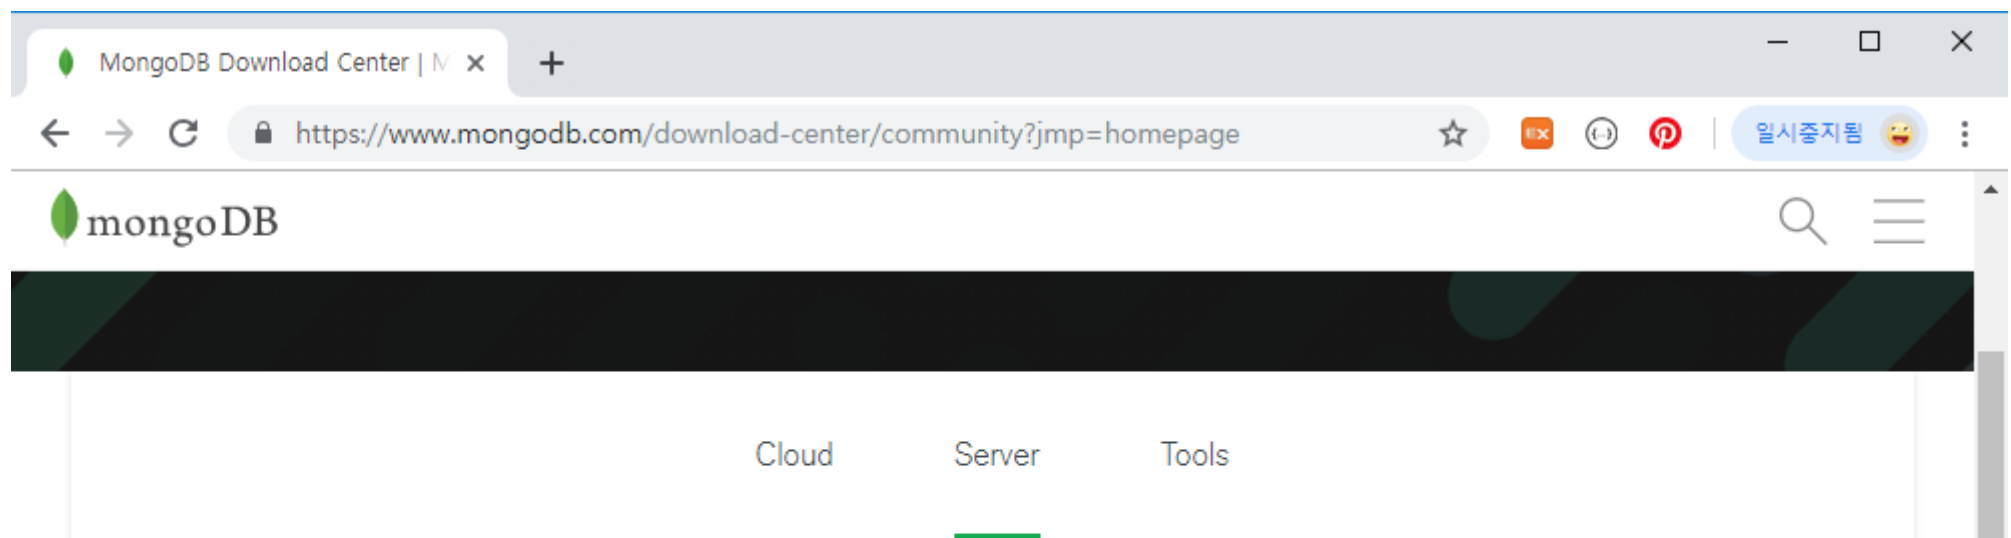 MongoDB Download Center | M
https://www.mongodb.com/download-center/community?jmp=homepage
EX
일시중지됨
mongoDB
Cloud Server Tools